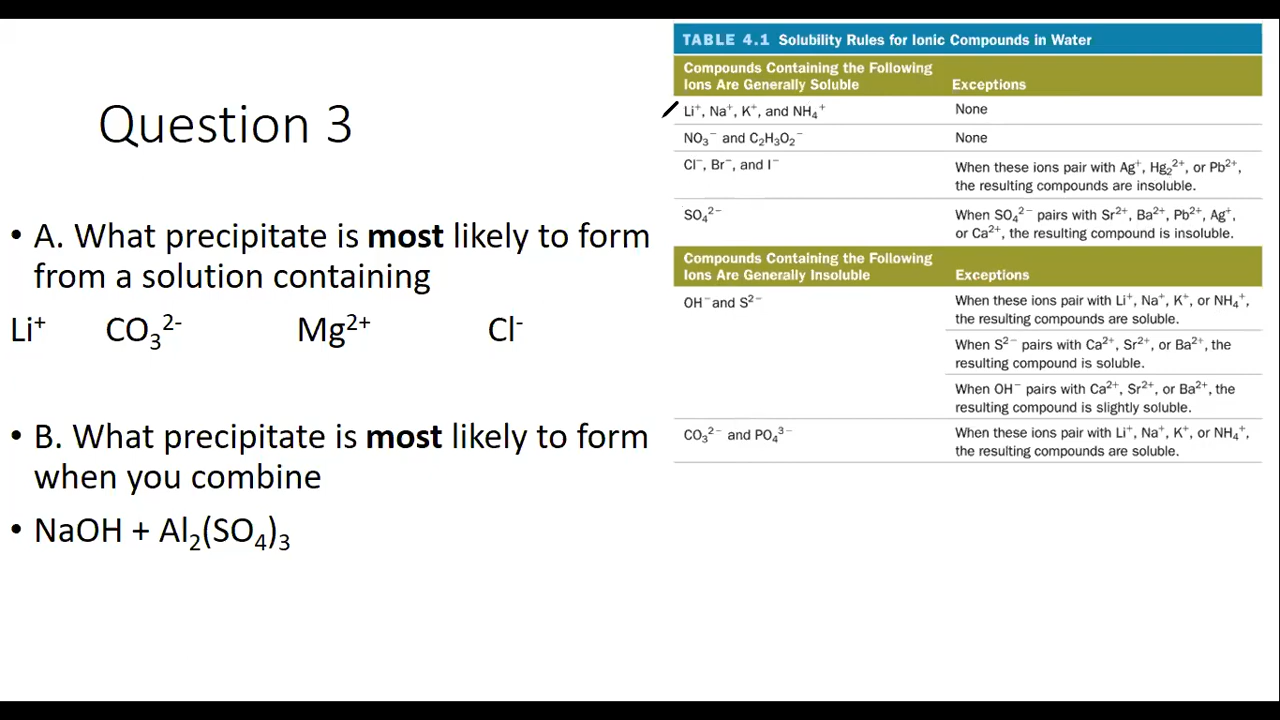 Question 3
• A. What precipitate is most likely to form
from a solution containing
Li⁺ CO₃²⁻ Mg²⁺ Cl⁻
• B. What precipitate is most likely to form
when you combine
• NaOH + Al₂(SO₄)₃
TABLE 4.1 Solubility Rules for Ionic Compounds in Water
Compounds Containing the Following
Ions Are Generally Soluble Exceptions
Li⁺, Na⁺, K⁺, and NH₄⁺ None
NO₃⁻ and C₂H₃O₂⁻ None
Cl⁻, Br⁻, and I⁻ When these ions pair with Ag⁺, Hg₂²⁺, or Pb²⁺,
the resulting compounds are insoluble.
SO₄²⁻ When SO₄²⁻ pairs with Sr²⁺, Ba²⁺, Pb²⁺, Ag⁺,
or Ca²⁺, the resulting compound is insoluble.
Compounds Containing the Following
Ions Are Generally Insoluble Exceptions
OH⁻ and S²⁻ When these ions pair with Li⁺, Na⁺, K⁺, or NH₄⁺,
the resulting compounds are soluble.
When S²⁻ pairs with Ca²⁺, Sr²⁺, or Ba²⁺, the
resulting compound is soluble.
When OH⁻ pairs with Ca²⁺, Sr²⁺, or Ba²⁺, the
resulting compound is slightly soluble.
CO₃²⁻ and PO₄³⁻ When these ions pair with Li⁺, Na⁺, K⁺, or NH₄⁺,
the resulting compounds are soluble.